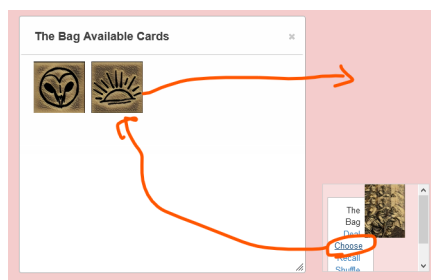 The Bag Available Cards
×
The
Bag
Deal
Choose
Recall
Shuffle